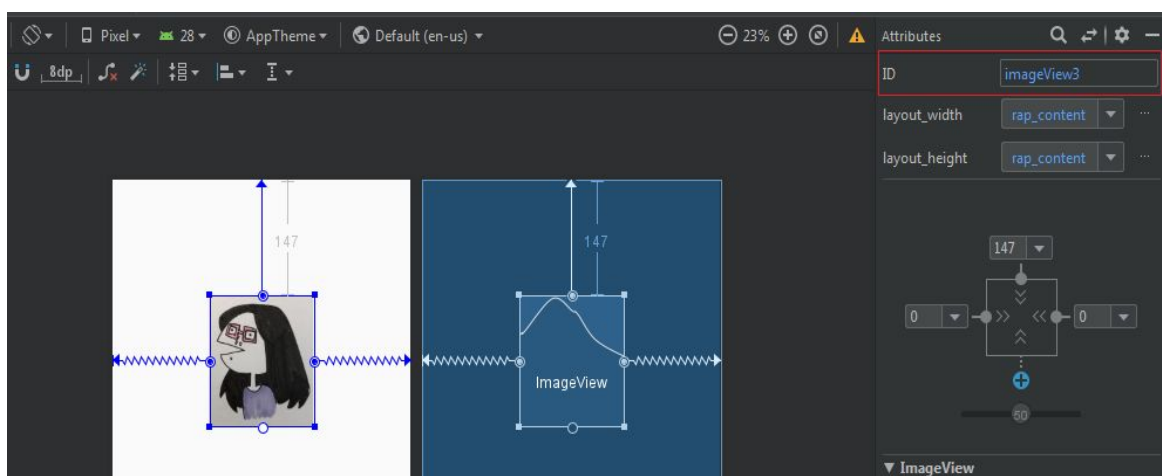 Pixel 28 AppTheme Default (en-us) 23% Attributes
8dp
ID imageView3
layout_width rap_content ...
layout_height rap_content ...
147 147
147
0 0
ImageView
50
ImageView